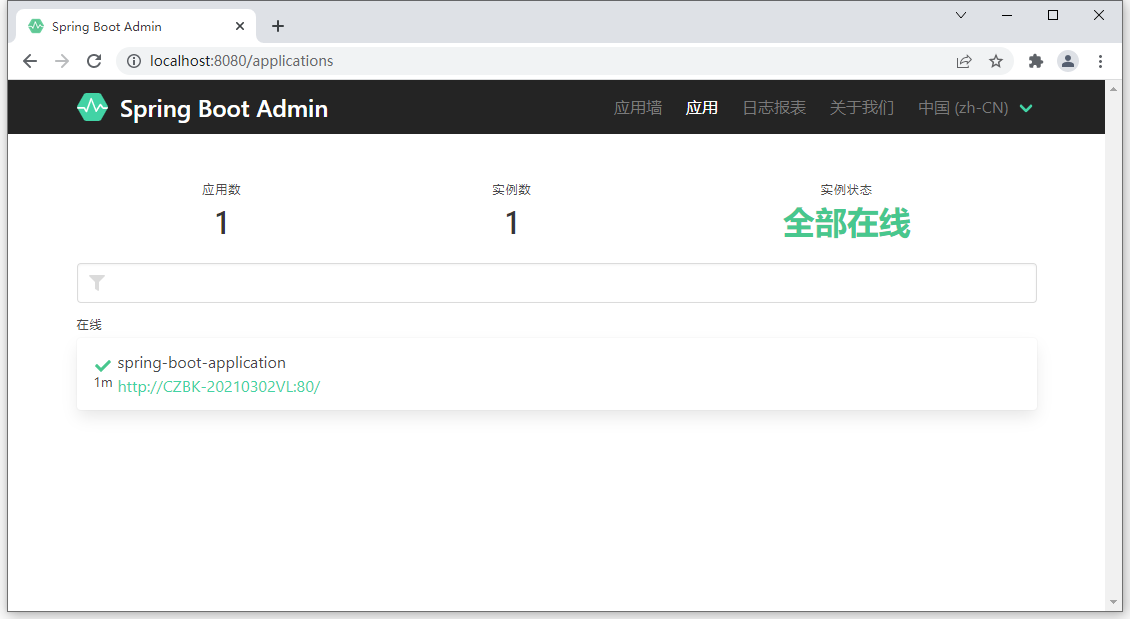 Spring Boot Admin
localhost:8080/applications
Spring Boot Admin 应用墙 应用 日志报表 关于我们 中国 (zh-CN)
应用数 实例数 实例状态
1 1 全部在线
在线
spring-boot-application
1m http://CZBK-20210302VL:80/